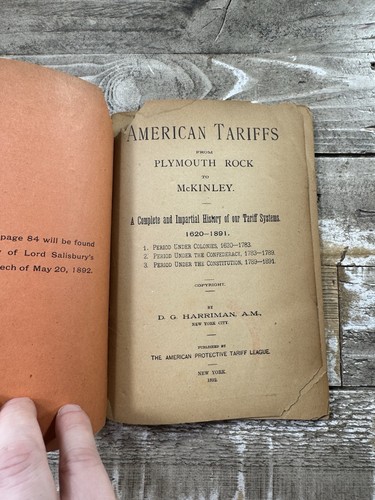 page 84 will be found
of Lord Salisbury's
ech of May 20, 1892.
AMERICAN TARIFFS
FROM
PLYMOUTH ROCK
TO
McKINLEY.
A Complete and Impartial History of our Tariff Systems.
1620–1891.
1. PERIOD UNDER COLONIES, 1620–1783.
2. PERIOD UNDER THE CONFEDERACY, 1783–1789.
3. PERIOD UNDER THE CONSTITUTION, 1789–1891.
COPYRIGHT.
BY
D. G. HARRIMAN, A.M.,
NEW YORK CITY.
PUBLISHED BY
THE AMERICAN PROTECTIVE TARIFF LEAGUE.
NEW YORK.
1892.